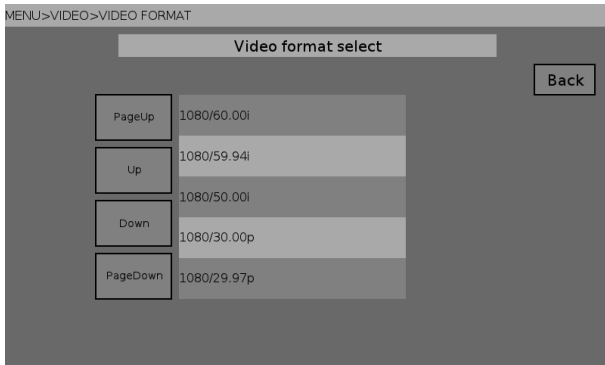 MENU>VIDEO>VIDEO FORMAT
Video format select
Back
PageUp
1080/60.00i
1080/59.94i
Up
1080/50.00i
Down
1080/30.00p
PageDown
1080/29.97p